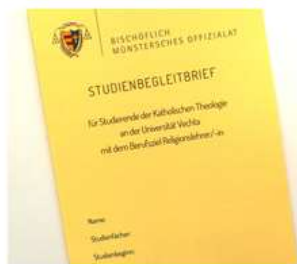 BISCHÖFLICH
MÜNSTERSCHES OFFIZIALAT
STUDIENBEGLEITBRIEF
für Studierende der Katholischen Theologie
an der Universität Vechta
mit dem Berufsziel Religionslehrer/-in
Name:
Studienfächer:
Studienbeginn: